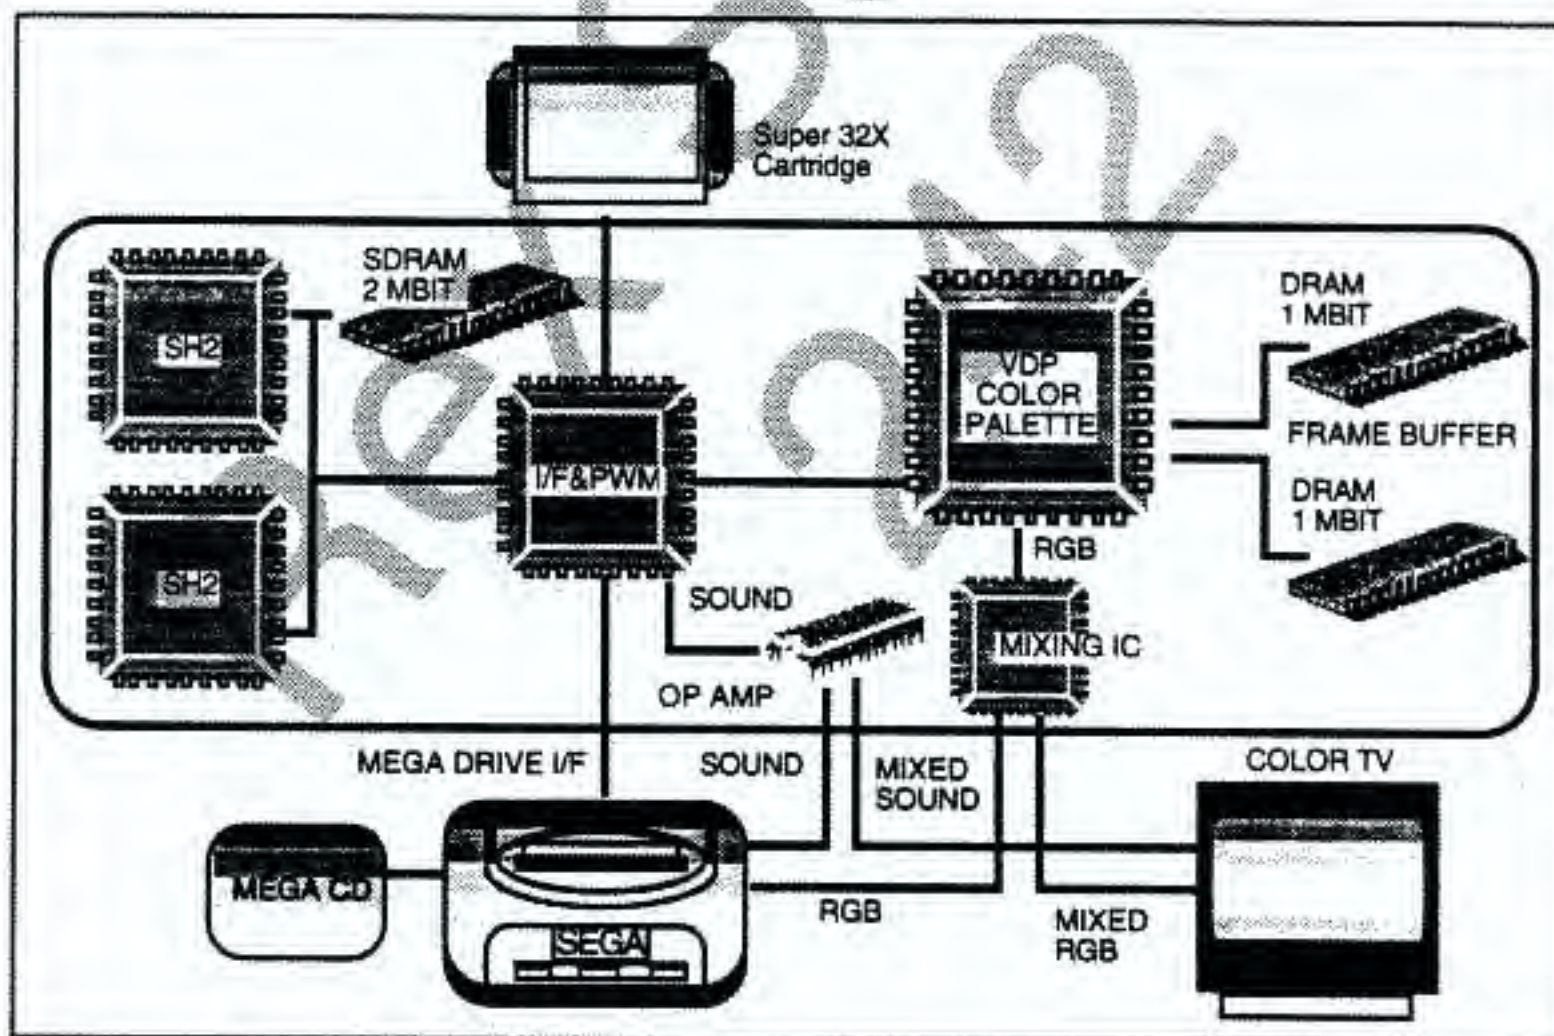 Super 32X
Cartridge
SDRAM
2 MBIT
SH2
SH2
I/F&PWM
VDP
COLOR
PALETTE
DRAM
1 MBIT
FRAME BUFFER
DRAM
1 MBIT
RGB
SOUND
MIXING IC
OP AMP
MEGA DRIVE I/F
SOUND
MIXED
SOUND
COLOR TV
MEGA CD
SEGA
RGB
MIXED
RGB